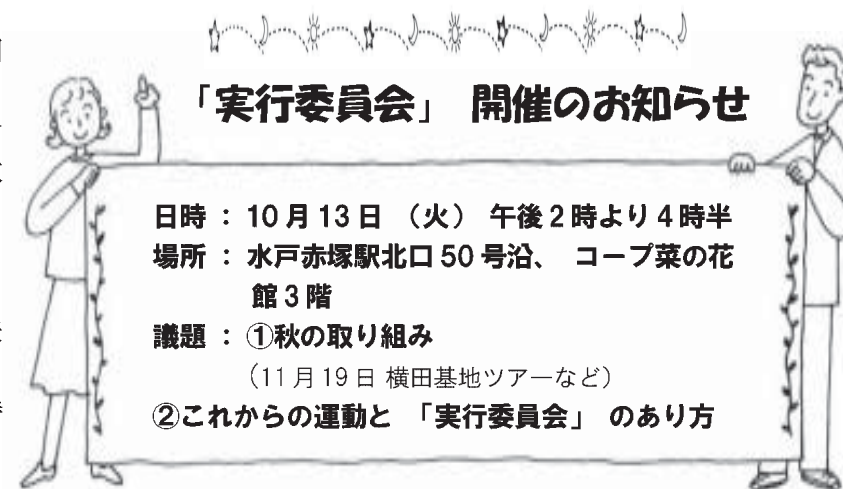 「実行委員会」 開催のお知らせ
日時 : 10月13日 (火) 午後2時より4時半
場所 : 水戸赤塚駅北口50号沿、 コープ菜の花
館3階
議題 : ①秋の取り組み
(11月19日 横田基地ツアーなど)
②これからの運動と 「実行委員会」 のあり方